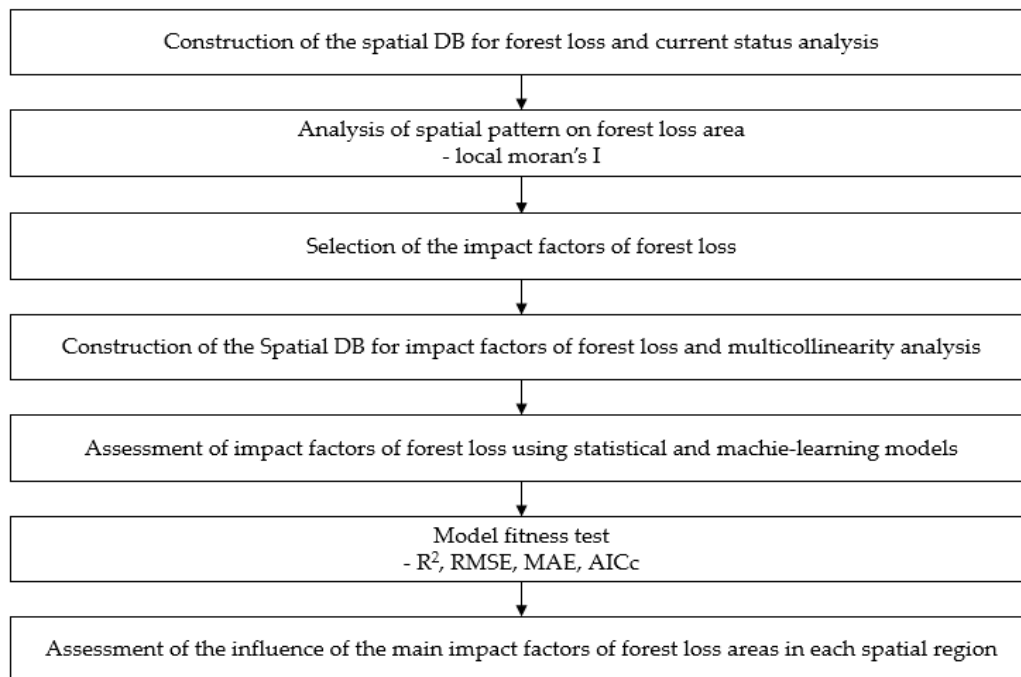 Construction of the spatial DB for forest loss and current status analysis
Analysis of spatial pattern on forest loss area
- local moran's I
Selection of the impact factors of forest loss
Construction of the Spatial DB for impact factors of forest loss and multicollinearity analysis
Assessment of impact factors of forest loss using statistical and machie-learning models
Model fitness test
- R², RMSE, MAE, AICc
Assessment of the influence of the main impact factors of forest loss areas in each spatial region